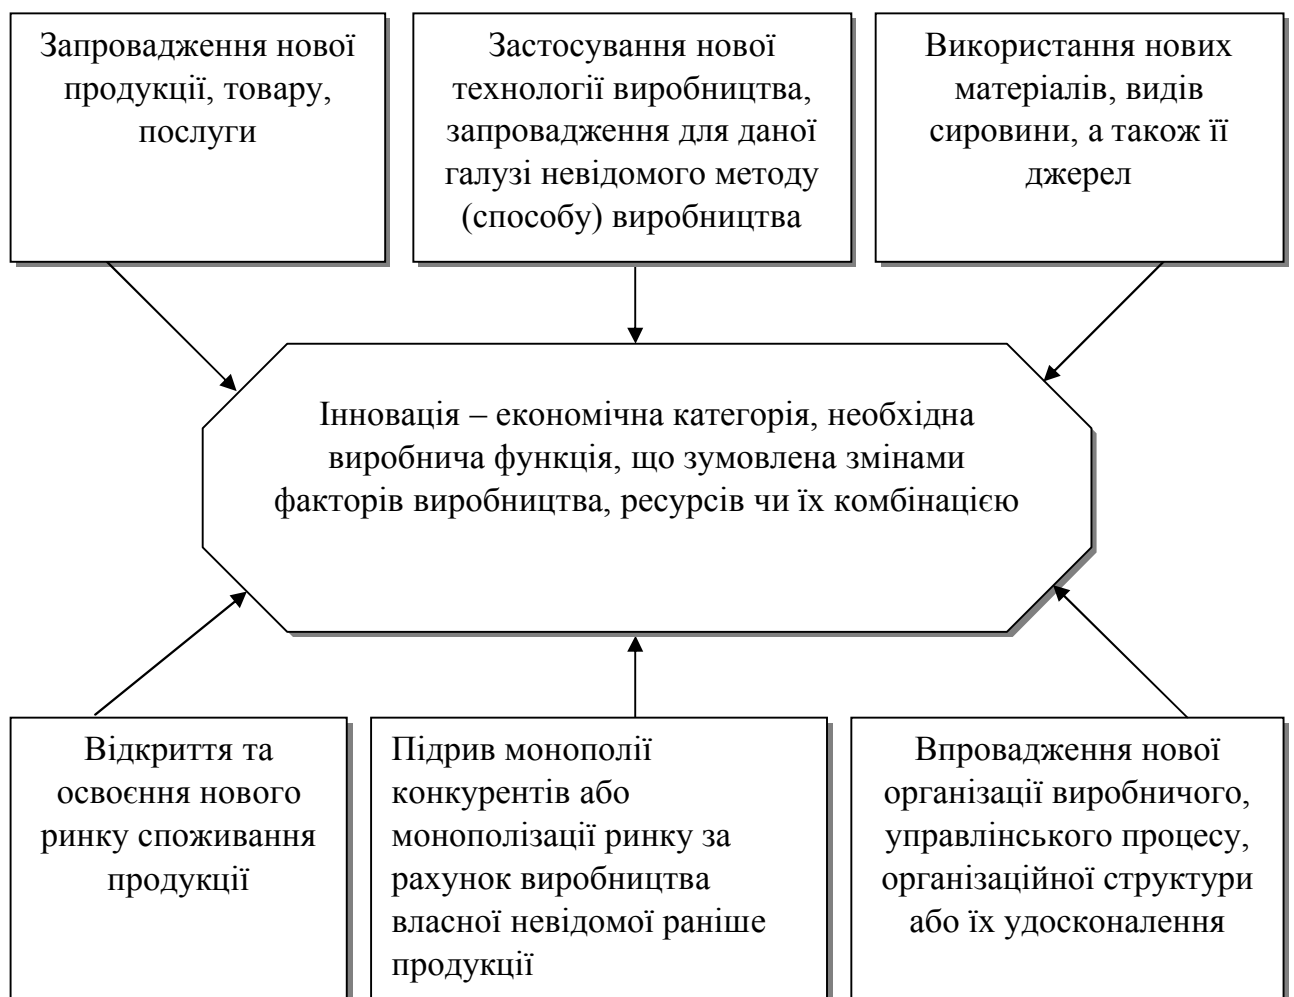 Запровадження нової
продукції, товару,
послуги
Застосування нової
технології виробництва,
запровадження для даної
галузі невідомого методу
(способу) виробництва
Використання нових
матеріалів, видів
сировини, а також її
джерел
Інновація – економічна категорія, необхідна
виробнича функція, що зумовлена змінами
факторів виробництва, ресурсів чи їх комбінацією
Відкриття та
освоєння нового
ринку споживання
продукції
Підрив монополії
конкурентів або
монополізації ринку за
рахунок виробництва
власної невідомої раніше
продукції
Впровадження нової
організації виробничого,
управлінського процесу,
організаційної структури
або їх удосконалення